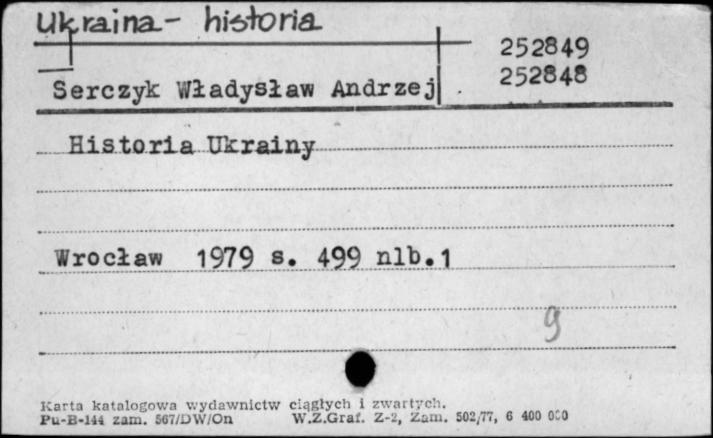 Ukraina - historia
252849
252848
Serczyk Władysław Andrzej
Historia Ukrainy
Wrocław 1979 s. 499 nlb.1
9
Karta katalogowa wydawnictw ciągłych i zwartych.
Pu-B-144 zam. 567/DW/On W.Z.Graf. Z-2, Zam. 502/77, 6 400 000